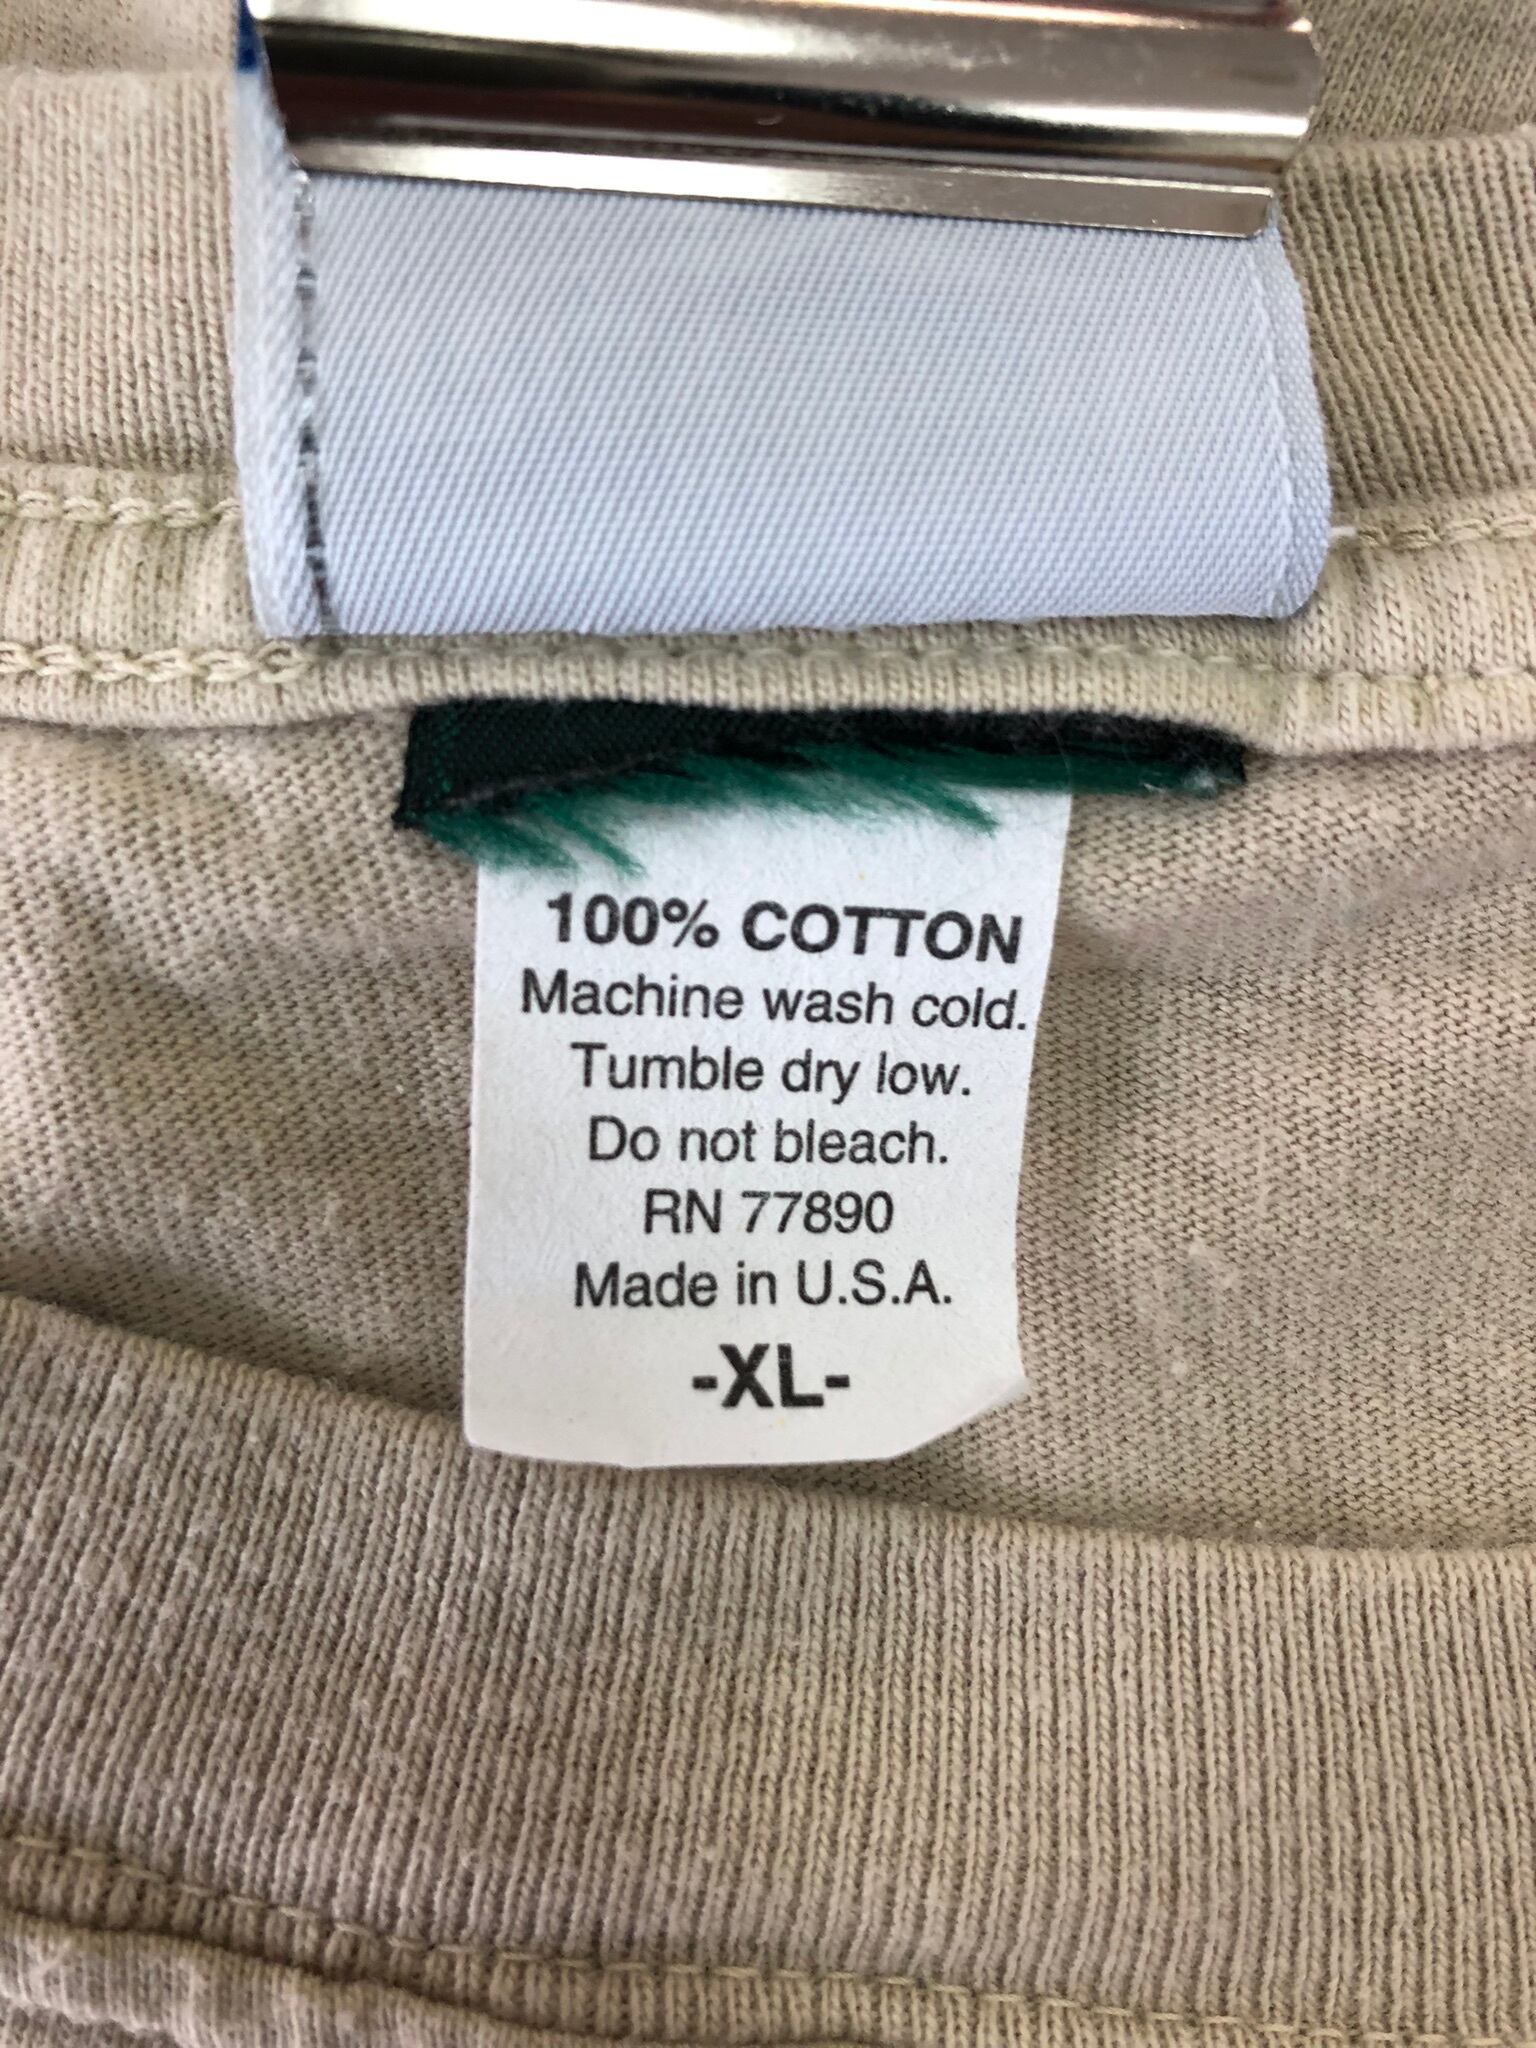 100% COTTON
Machine wash cold.
Tumble dry low.
Do not bleach.
RN 77890
Made in U.S.A.
-XL-